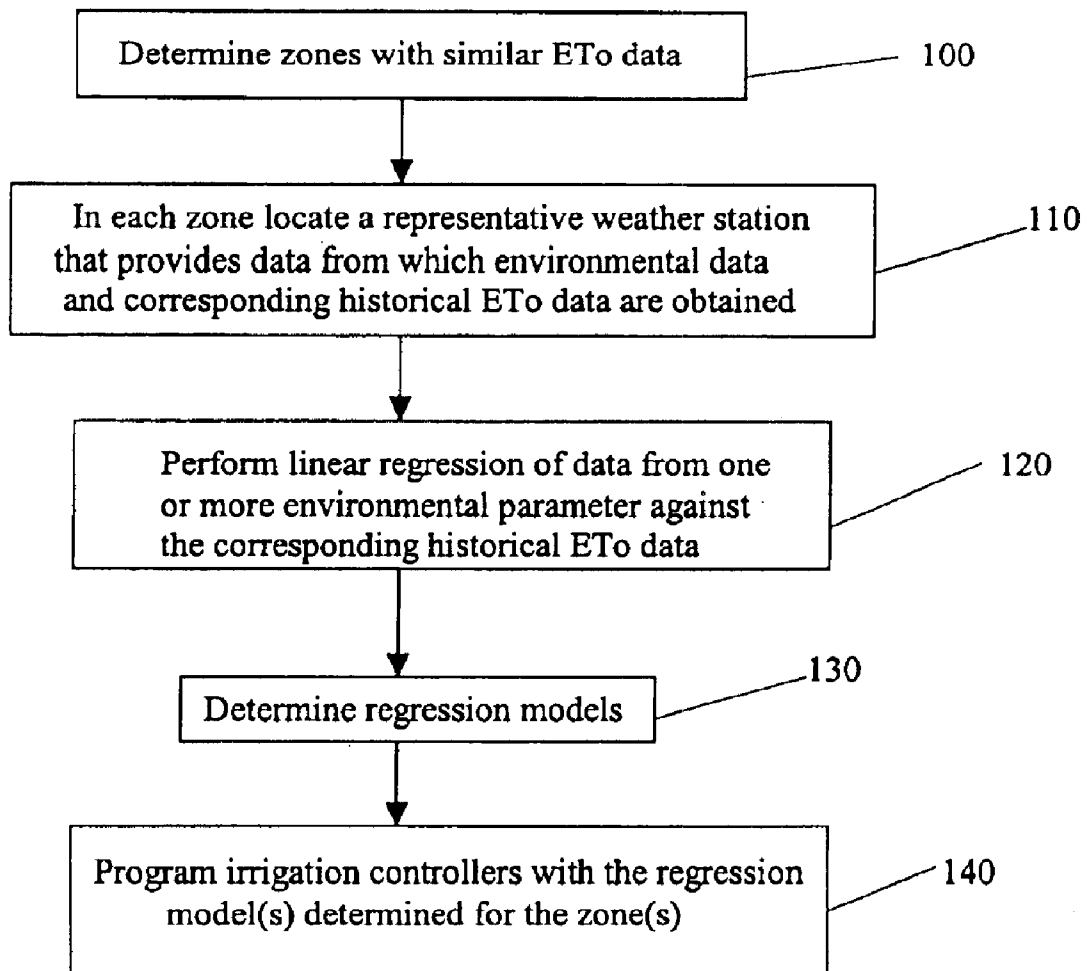 Determine zones with similar ETo data
100
In each zone locate a representative weather station
that provides data from which environmental data
and corresponding historical ETo data are obtained
110
Perform linear regression of data from one
or more environmental parameter against
the corresponding historical ETo data
120
Determine regression models
130
Program irrigation controllers with the regression
model(s) determined for the zone(s)
140